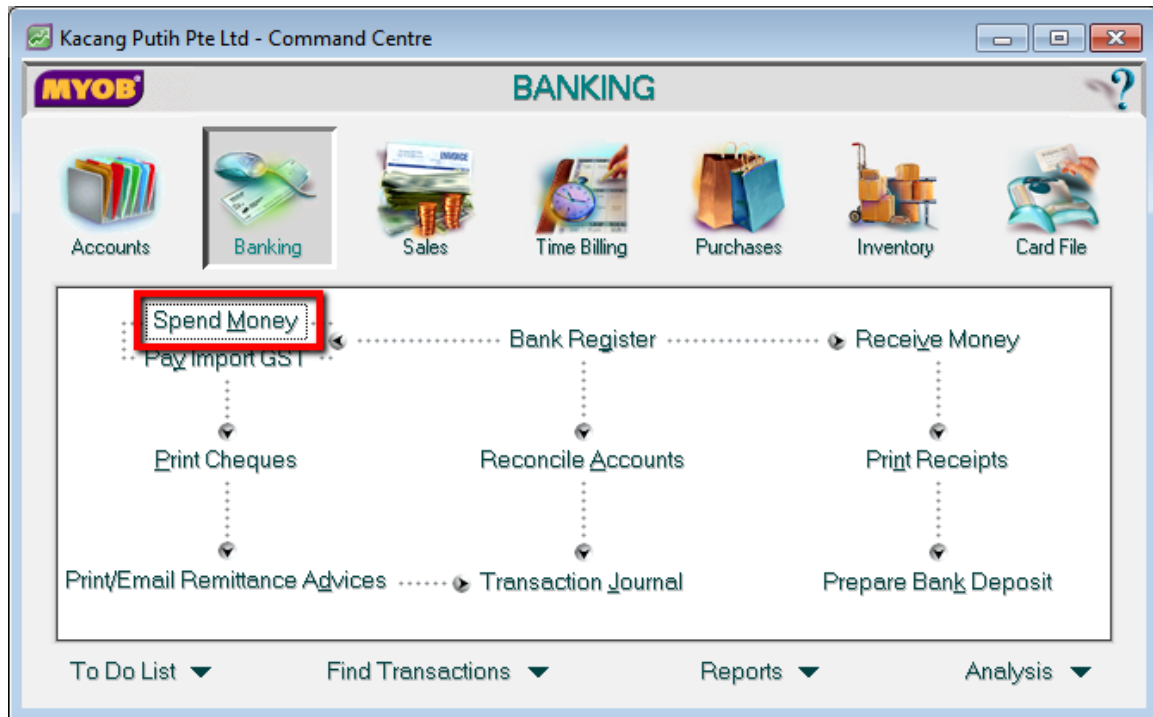 Kacang Putih Pte Ltd - Command Centre
MYOB BANKING ?
Accounts Banking Sales Time Billing Purchases Inventory Card File
INVOICE
Spend Money
Pay Import GST
Bank Register
Receive Money
Print Cheques
Reconcile Accounts
Print Receipts
Print/Email Remittance Advices
Transaction Journal
Prepare Bank Deposit
To Do List Find Transactions Reports Analysis